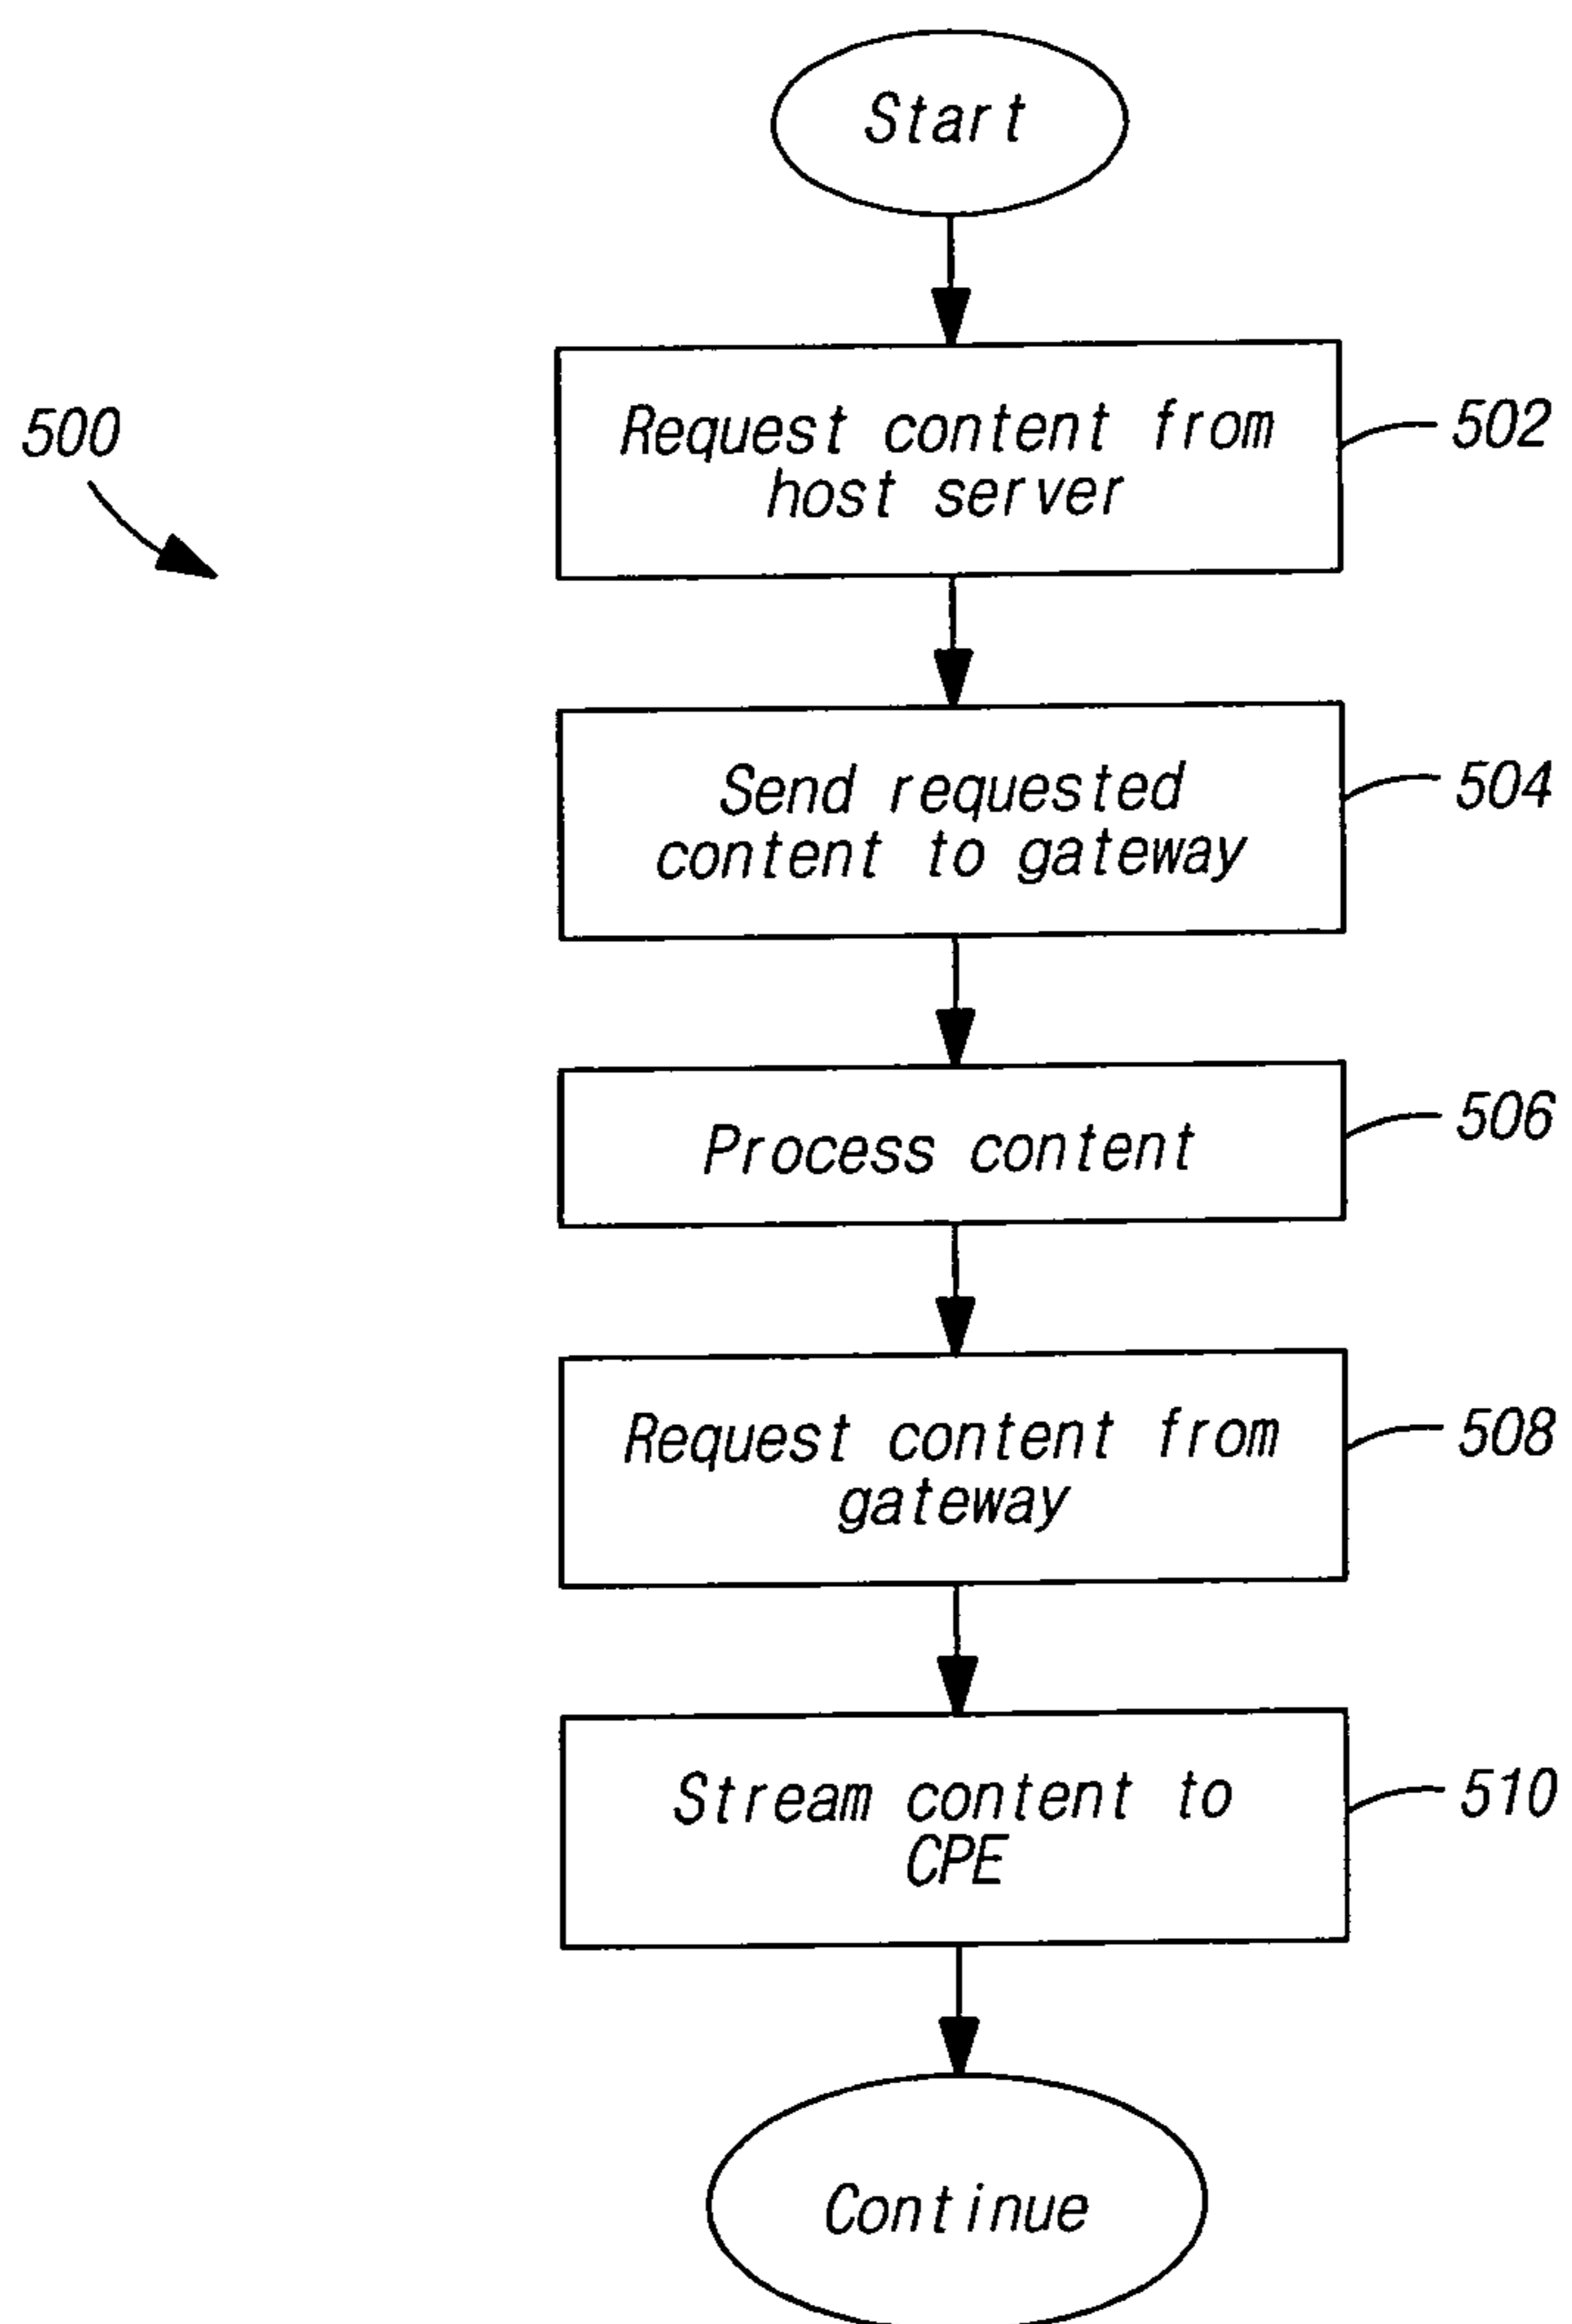 Start
500
Request content from
host server
502
Send requested
content to gateway
504
Process content
506
Request content from
gateway
508
Stream content to
CPE
510
Continue